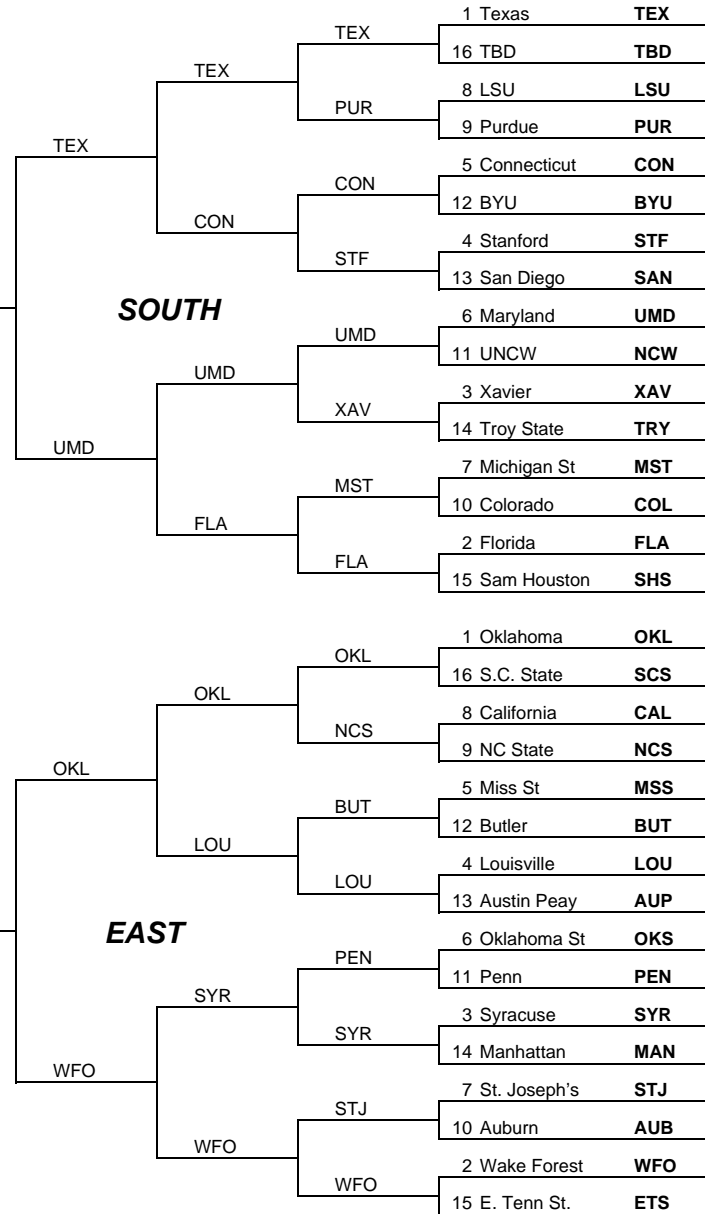 1 Texas TEX
TEX
16 TBD TBD
TEX
8 LSU LSU
PUR
9 Purdue PUR
TEX
5 Connecticut CON
CON
12 BYU BYU
CON
4 Stanford STF
STF
13 San Diego SAN
SOUTH
6 Maryland UMD
UMD
11 UNCW NCW
UMD
3 Xavier XAV
XAV
14 Troy State TRY
UMD
7 Michigan St MST
MST
10 Colorado COL
FLA
2 Florida FLA
FLA
15 Sam Houston SHS
1 Oklahoma OKL
OKL
16 S.C. State SCS
OKL
8 California CAL
NCS
9 NC State NCS
OKL
5 Miss St MSS
BUT
12 Butler BUT
LOU
4 Louisville LOU
LOU
13 Austin Peay AUP
EAST
6 Oklahoma St OKS
PEN
11 Penn PEN
SYR
3 Syracuse SYR
SYR
14 Manhattan MAN
WFO
7 St. Joseph's STJ
STJ
10 Auburn AUB
WFO
2 Wake Forest WFO
WFO
15 E. Tenn St. ETS